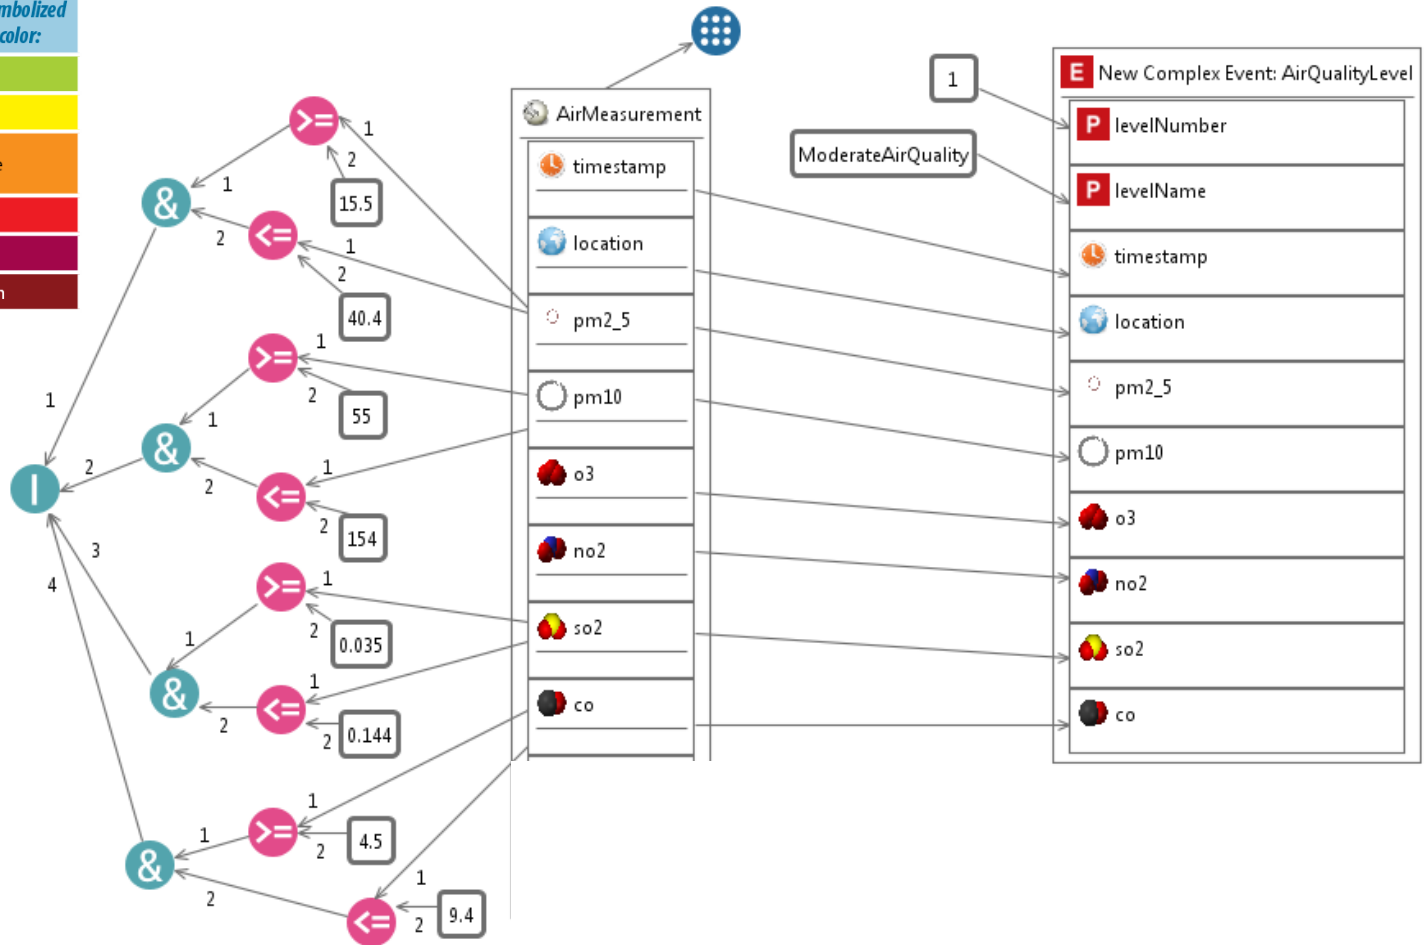 mbolized
color:
e
n
>=
1
2
15.5
&
1
2
<=
1
2
40.4
>=
1
2
55
&
1
2
<=
1
2
154
|
1
2
3
4
>=
1
2
0.035
&
1
2
<=
1
2
0.144
>=
1
2
4.5
&
1
2
<=
1
2
9.4
AirMeasurement
timestamp
location
pm2_5
pm10
o3
no2
so2
co
1
ModerateAirQuality
E New Complex Event: AirQualityLevel
P levelNumber
P levelName
timestamp
location
pm2_5
pm10
o3
no2
so2
co